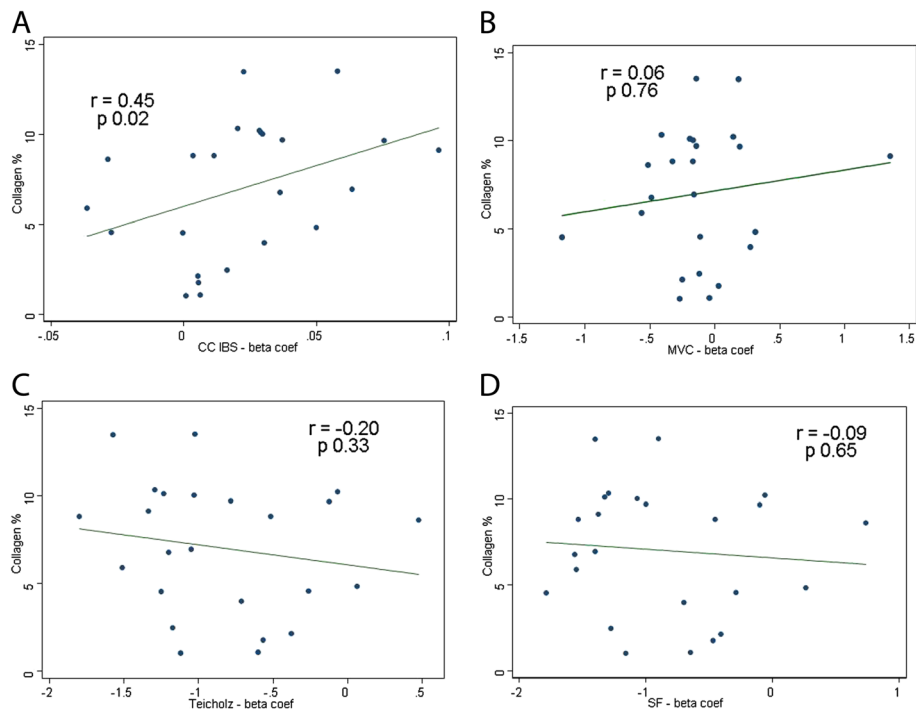 A
15
10
5
0
Collagen %
r = 0.45
p 0.02
-.05
0
.05
.1
CC IBS - beta coef
B
15
10
5
0
Collagen %
r = 0.06
p 0.76
-1.5
-1
-.5
0
.5
1
1.5
MVC - beta coef
C
15
10
5
0
Collagen %
r = -0.20
p 0.33
-2
-1.5
-1
-.5
0
.5
Teicholz - beta coef
D
15
10
5
0
Collagen %
r = -0.09
p 0.65
-2
-1
0
1
SF - beta coef